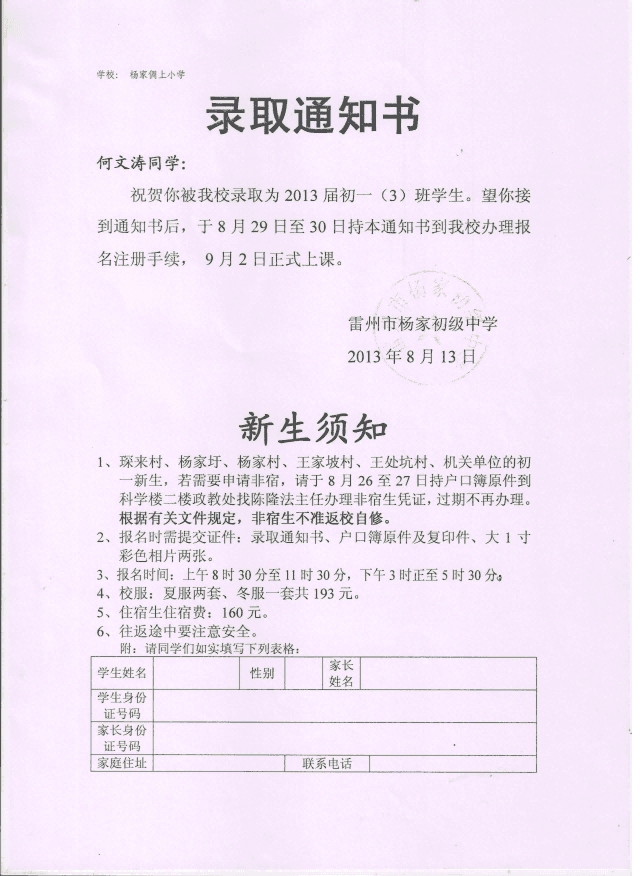 学校： 杨家倜上小学
录取通知书
何文涛同学：
祝贺你被我校录取为 2013 届初一（3）班学生。望你接
到通知书后，于 8 月 29 日至 30 日持本通知书到我校办理报
名注册手续， 9 月 2 日正式上课。
雷州市杨家初级中学
2013 年 8 月 13 日
新生须知
1、琛来村、杨家圩、杨家村、王家坡村、王处坑村、机关单位的初
一新生，若需要申请非宿，请于 8 月 26 至 27 日持户口簿原件到
科学楼二楼政教处找陈隆法主任办理非宿生凭证，过期不再办理。
根据有关文件规定，非宿生不准返校自修。
2、报名时需提交证件：录取通知书、户口簿原件及复印件、大 1 寸
彩色相片两张。
3、报名时间：上午 8 时 30 分至 11 时 30 分，下午 3 时正至 5 时 30 分。
4、校服：夏服两套、冬服一套共 193 元。
5、住宿生住宿费：160 元。
6、往返途中要注意安全。
附：请同学们如实填写下列表格：
学生姓名 性别 家长
姓名
学生身份
证号码
家长身份
证号码
家庭住址 联系电话